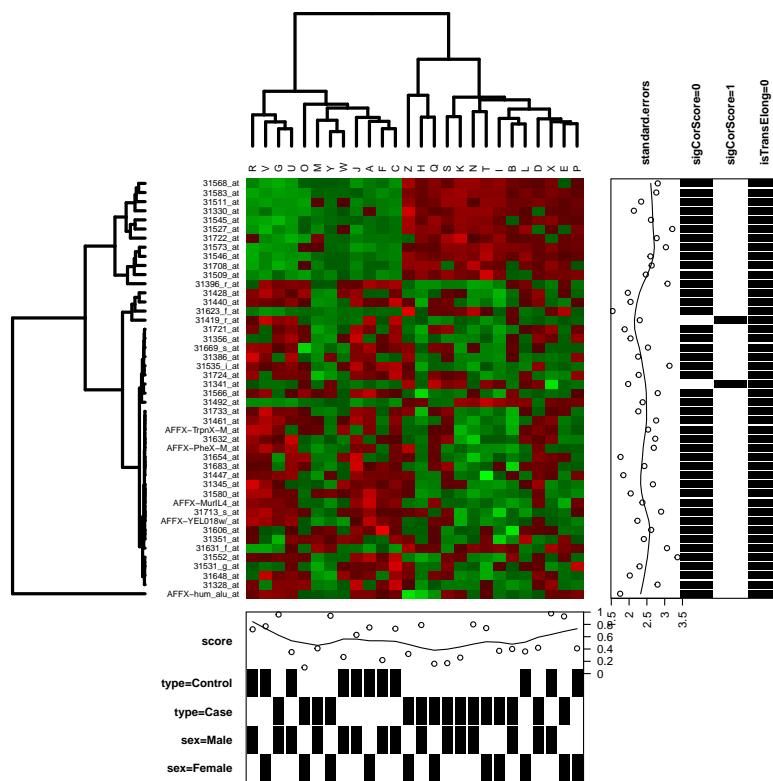 standard.errors
sigCorScore=0
sigCorScore=1
isTransElong=0
R V G U O M Y W J A F C Z H Q S K N T I B L D X E P
31568_at
31583_at
31511_at
31330_at
31545_at
31527_at
31722_at
31573_at
31546_at
31708_at
31509_at
31396_r_at
31428_at
31440_at
31623_f_at
31419_r_at
31721_at
31356_at
31669_s_at
31386_at
31535_i_at
31724_at
31341_at
31566_at
31492_at
31733_at
31461_at
AFFX−TrpnX−M_at
31632_at
AFFX−PheX−M_at
31654_at
31683_at
31447_at
31345_at
31580_at
AFFX−MurIL4_at
31713_s_at
AFFX−YEL018w/_at
31606_at
31351_at
31631_f_at
31552_at
31531_g_at
31648_at
31328_at
AFFX−hum_alu_at
1.5 2 2.5 3 3.5
score
0 0.2 0.4 0.6 0.8 1
type=Control
type=Case
sex=Male
sex=Female